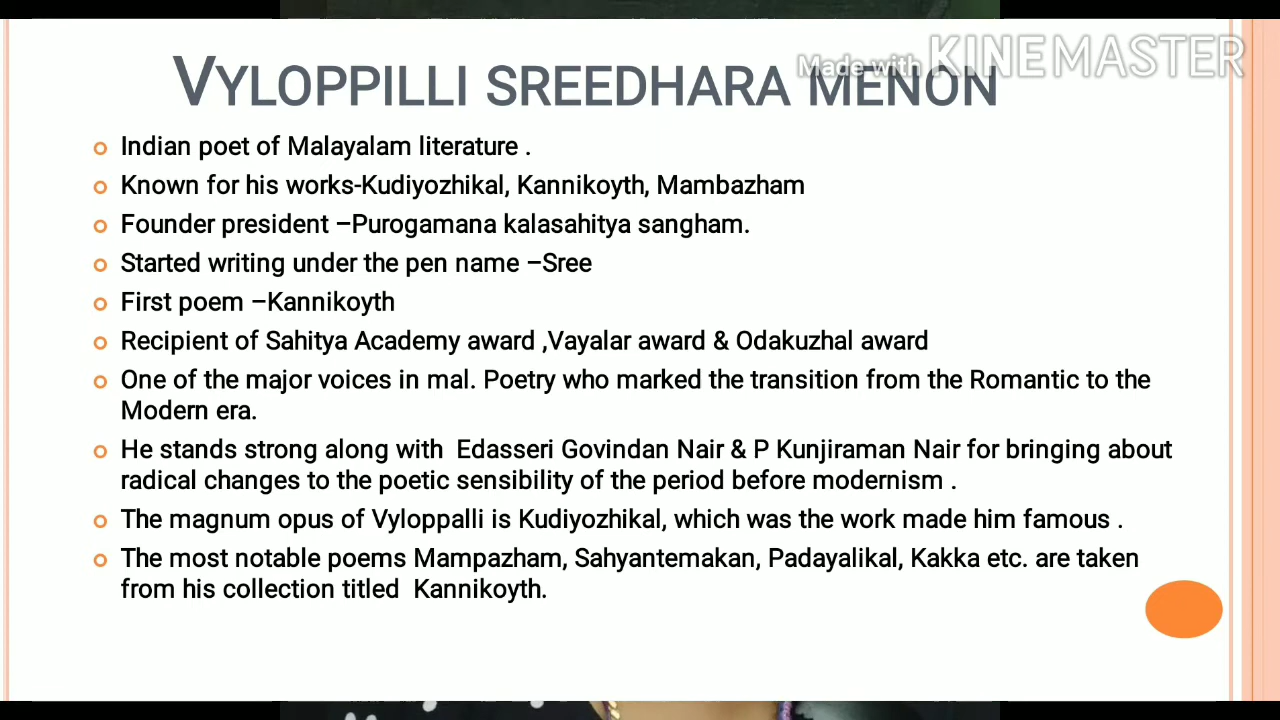 Made with KINEMASTER
VYLOPPILLI SREEDHARA MENON
Indian poet of Malayalam literature .
Known for his works-Kudiyozhikal, Kannikoyth, Mambazham
Founder president –Purogamana kalasahitya sangham.
Started writing under the pen name –Sree
First poem –Kannikoyth
Recipient of Sahitya Academy award ,Vayalar award & Odakuzhal award
One of the major voices in mal. Poetry who marked the transition from the Romantic to the
Modern era.
He stands strong along with Edasseri Govindan Nair & P Kunjiraman Nair for bringing about
radical changes to the poetic sensibility of the period before modernism .
The magnum opus of Vyloppalli is Kudiyozhikal, which was the work made him famous .
The most notable poems Mampazham, Sahyantemakan, Padayalikal, Kakka etc. are taken
from his collection titled Kannikoyth.